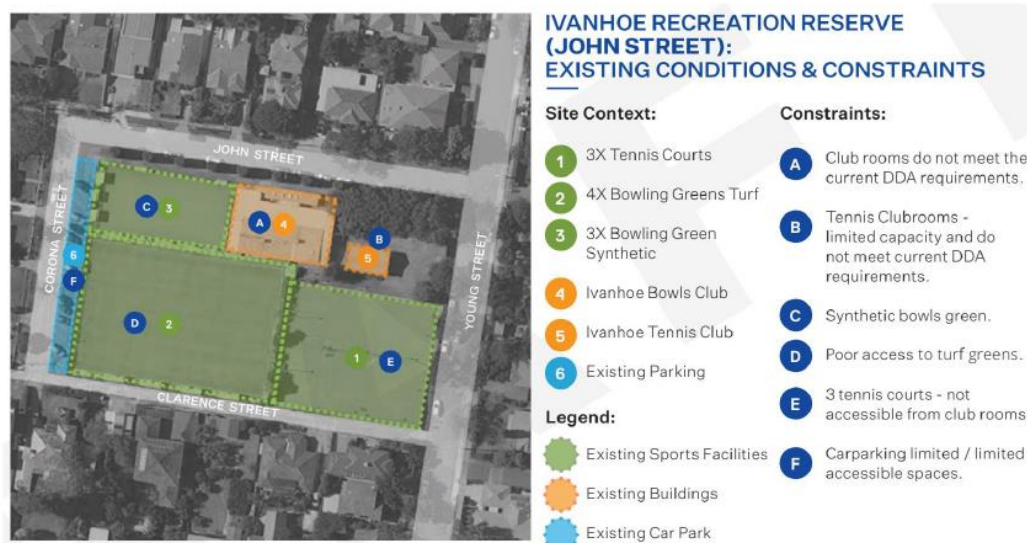 IVANHOE RECREATION RESERVE
(JOHN STREET):
EXISTING CONDITIONS & CONSTRAINTS
JOHN STREET
CORONA STREET
YOUNG STREET
CLARENCE STREET
C
3
A
4
B
5
6
F
D
2
1
E
Site Context:
1
3X Tennis Courts
2
4X Bowling Greens Turf
3
3X Bowling Green
Synthetic
4
Ivanhoe Bowls Club
5
Ivanhoe Tennis Club
6
Existing Parking
Legend:
Existing Sports Facilities
Existing Buildings
Existing Car Park
Constraints:
A
Club rooms do not meet the
current DDA requirements.
B
Tennis Clubrooms -
limited capacity and do
not meet current DDA
requirements.
C
Synthetic bowls green.
D
Poor access to turf greens.
E
3 tennis courts - not
accessible from club rooms
F
Carparking limited / limited
accessible spaces.